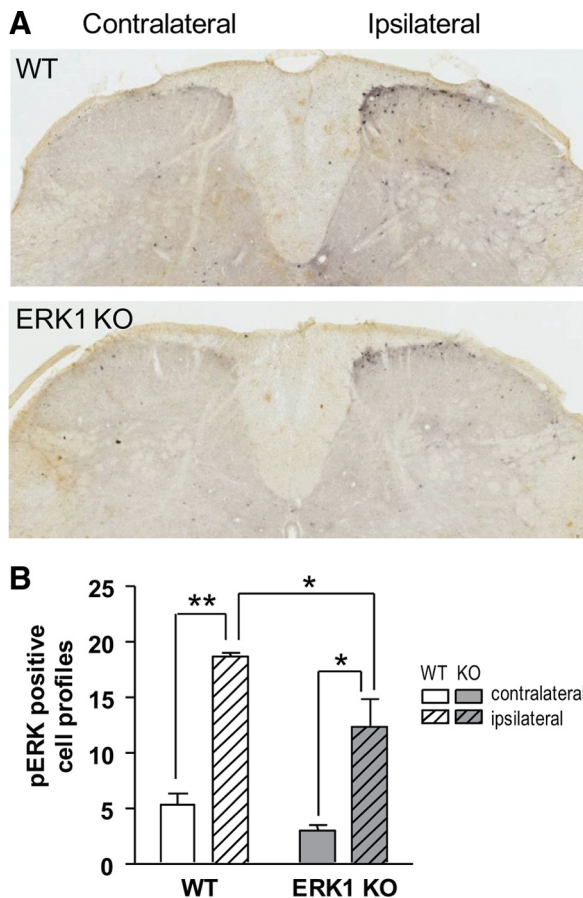 A Contralateral Ipsilateral
WT
ERK1 KO
B
25
20
15
10
5
0
pERK positive
cell profiles
**
*
*
WT KO
contralateral
ipsilateral
WT ERK1 KO